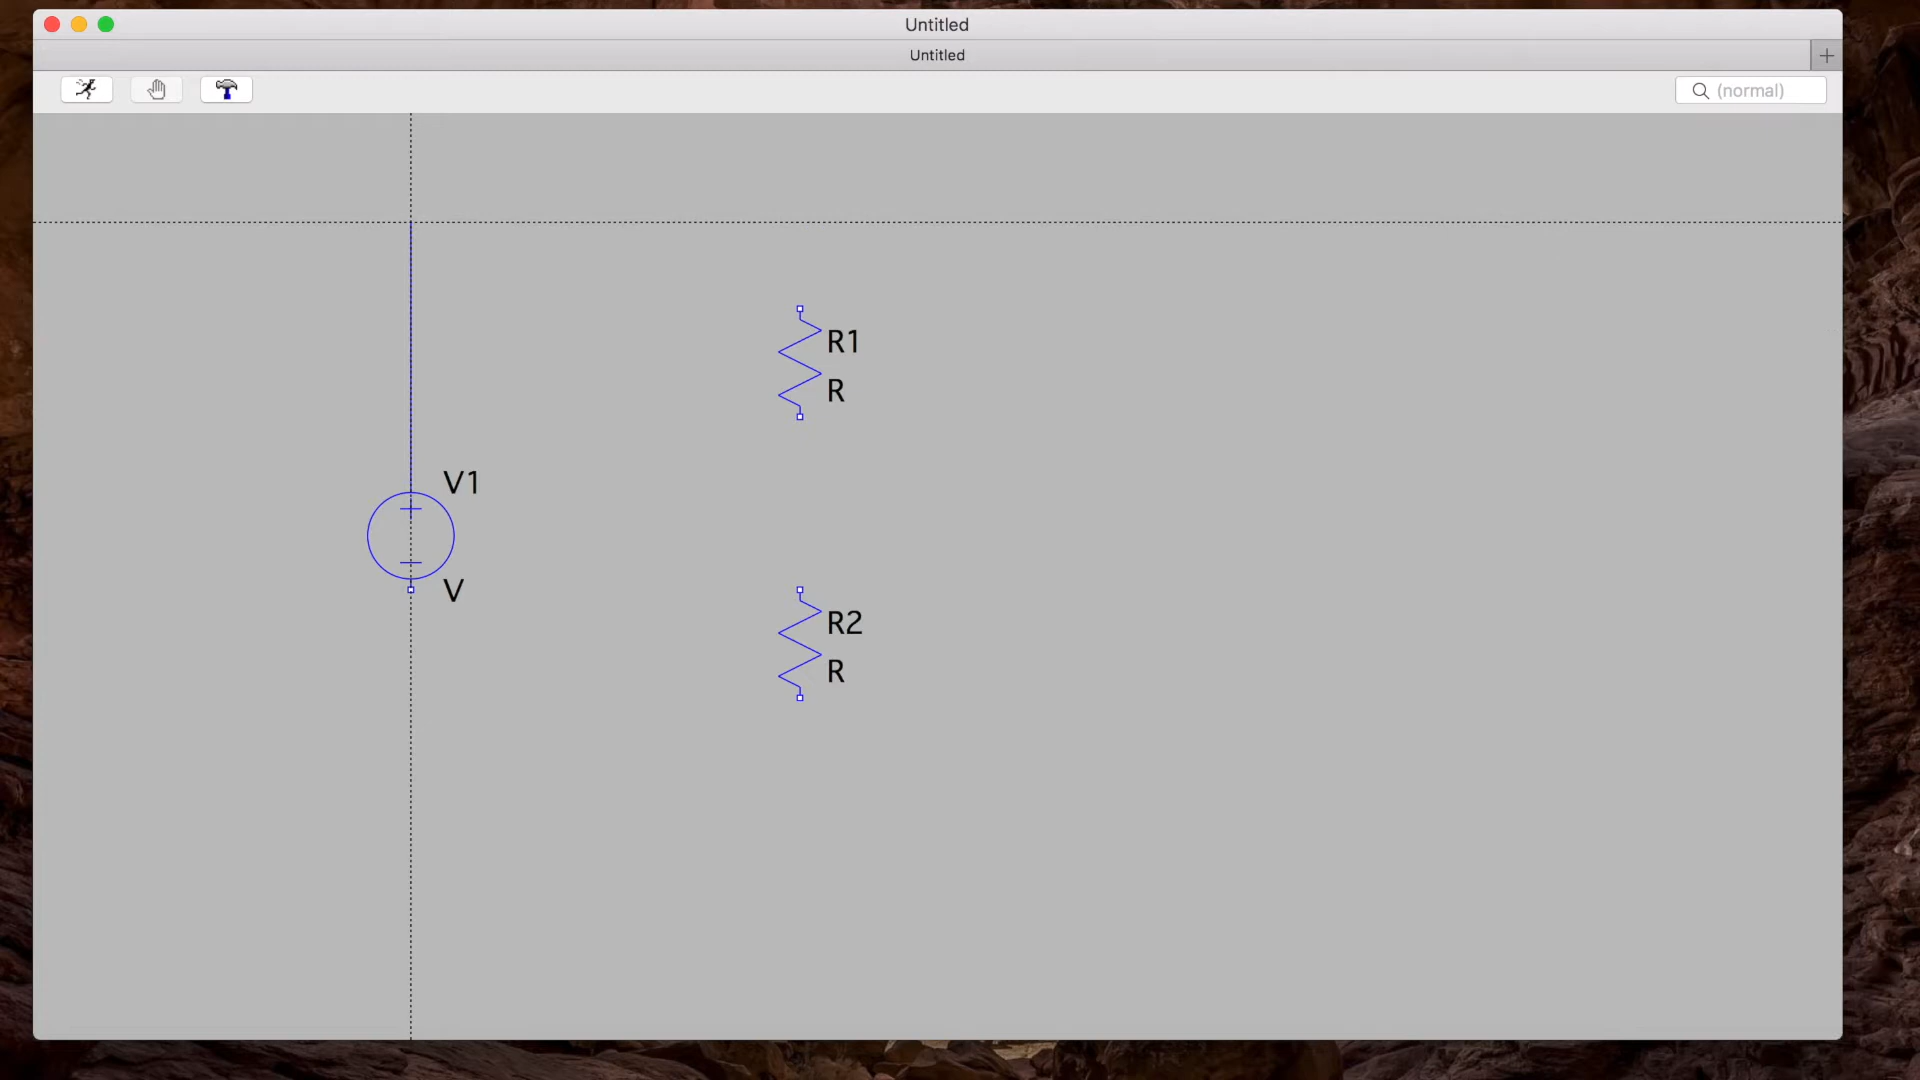 Untitled
Untitled
(normal)
R1
R
V1
V
R2
R